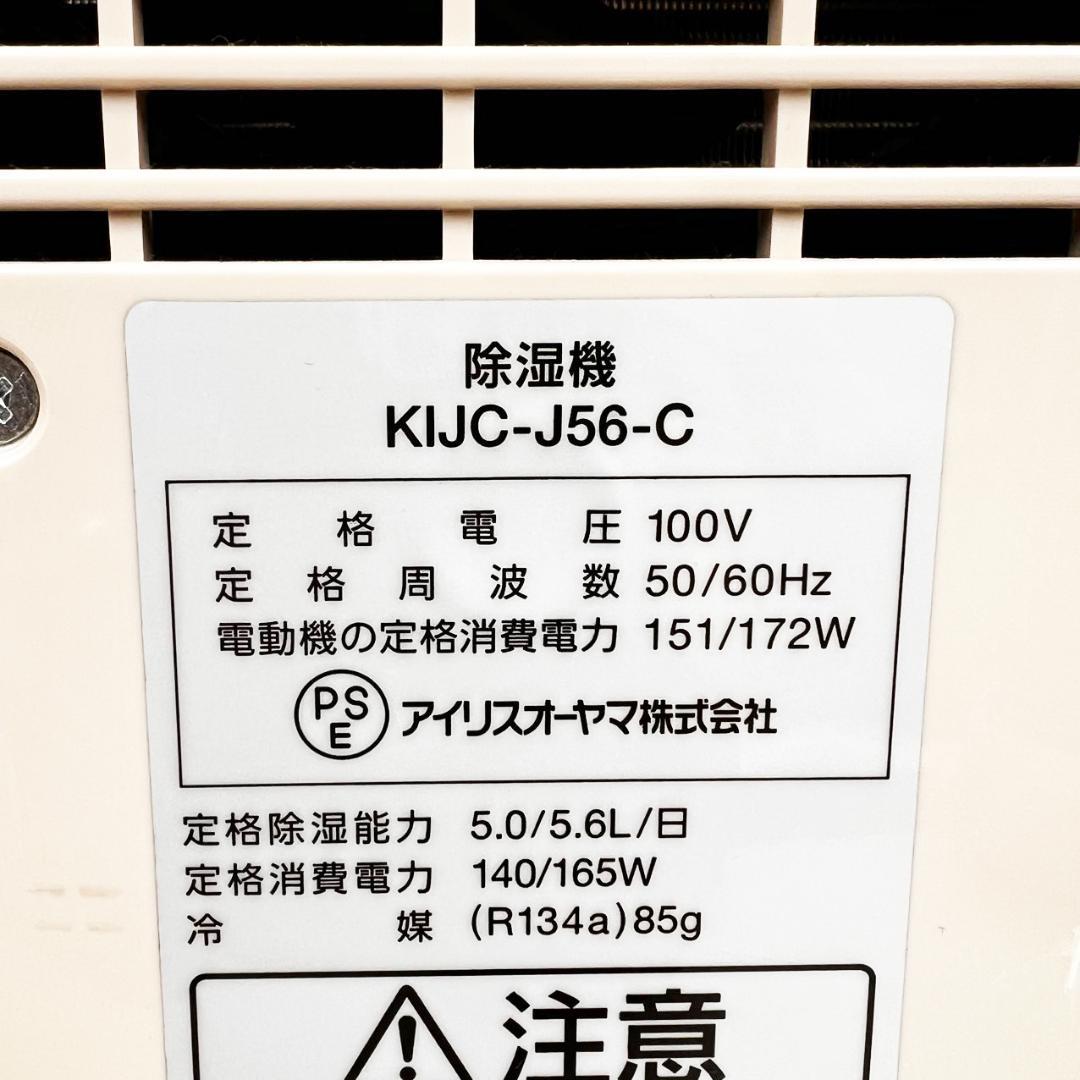 除湿機
KIJC-J56-C
定格電圧 100V
定格周波数 50/60Hz
電動機の定格消費電力 151/172W
PSE アイリスオーヤマ株式会社
定格除湿能力 5.0/5.6L/日
定格消費電力 140/165W
冷媒 (R134a)85g
注意